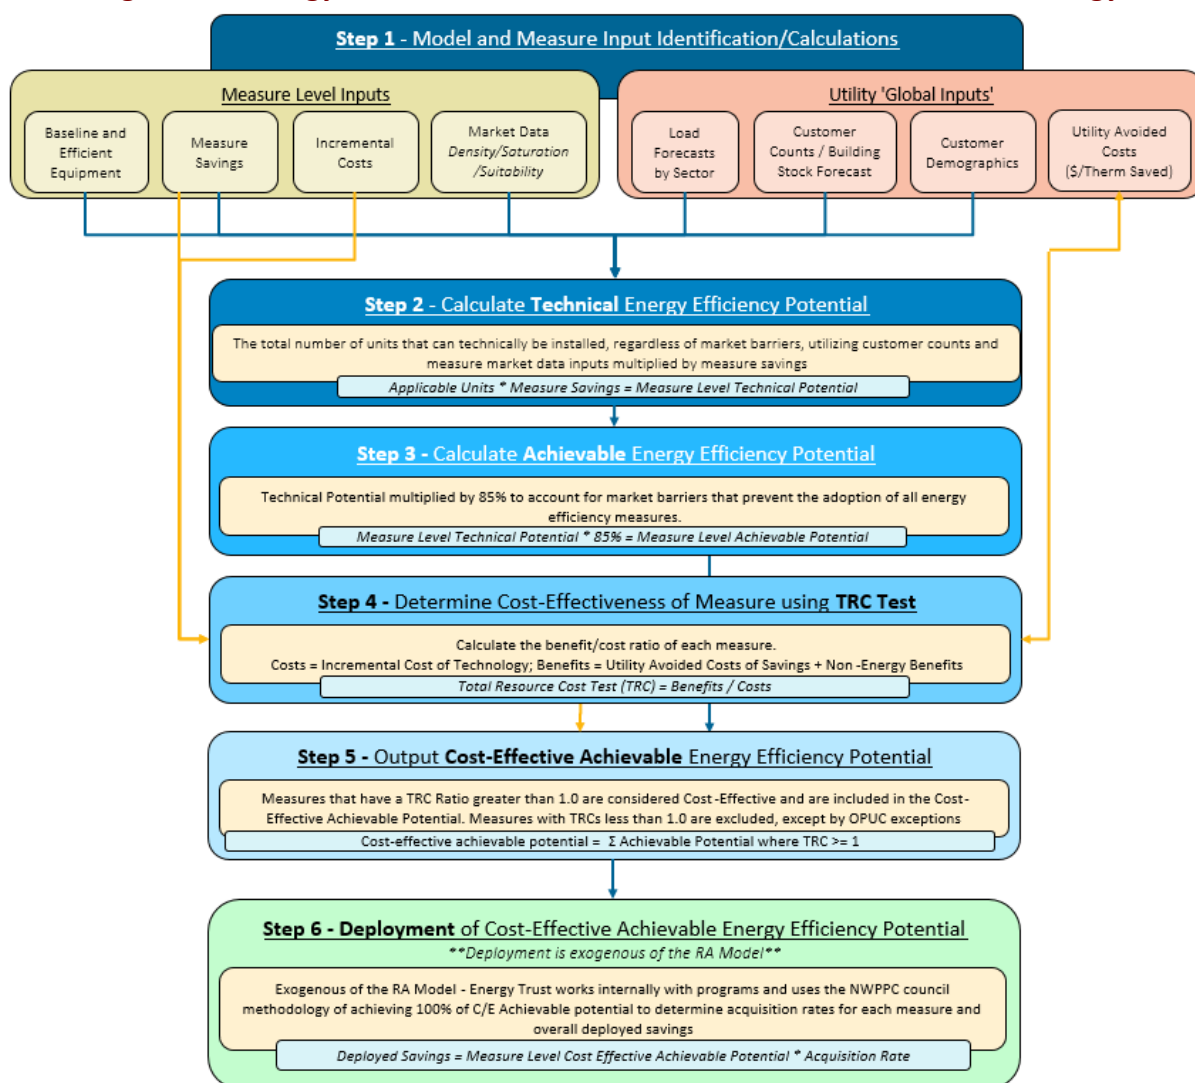 Step 1 - Model and Measure Input Identification/Calculations
Measure Level Inputs
Baseline and
Efficient
Equipment
Measure
Savings
Incremental
Costs
Market Data
Density/Saturation
/Suitability
Utility 'Global Inputs'
Load
Forecasts
by Sector
Customer
Counts / Building
Stock Forecast
Customer
Demographics
Utility Avoided
Costs
($/Therm Saved)
Step 2 - Calculate Technical Energy Efficiency Potential
The total number of units that can technically be installed, regardless of market barriers, utilizing customer counts and
measure market data inputs multiplied by measure savings
Applicable Units * Measure Savings = Measure Level Technical Potential
Step 3 - Calculate Achievable Energy Efficiency Potential
Technical Potential multiplied by 85% to account for market barriers that prevent the adoption of all energy
efficiency measures.
Measure Level Technical Potential * 85% = Measure Level Achievable Potential
Step 4 - Determine Cost-Effectiveness of Measure using TRC Test
Calculate the benefit/cost ratio of each measure.
Costs = Incremental Cost of Technology; Benefits = Utility Avoided Costs of Savings + Non -Energy Benefits
Total Resource Cost Test (TRC) = Benefits / Costs
Step 5 - Output Cost-Effective Achievable Energy Efficiency Potential
Measures that have a TRC Ratio greater than 1.0 are considered Cost -Effective and are included in the Cost-
Effective Achievable Potential. Measures with TRCs less than 1.0 are excluded, except by OPUC exceptions
Cost-effective achievable potential = Σ Achievable Potential where TRC >= 1
Step 6 - Deployment of Cost-Effective Achievable Energy Efficiency Potential
**Deployment is exogenous of the RA Model**
Exogenous of the RA Model - Energy Trust works internally with programs and uses the NWPPC council
methodology of achieving 100% of C/E Achievable potential to determine acquisition rates for each measure and
overall deployed savings
Deployed Savings = Measure Level Cost Effective Achievable Potential * Acquisition Rate